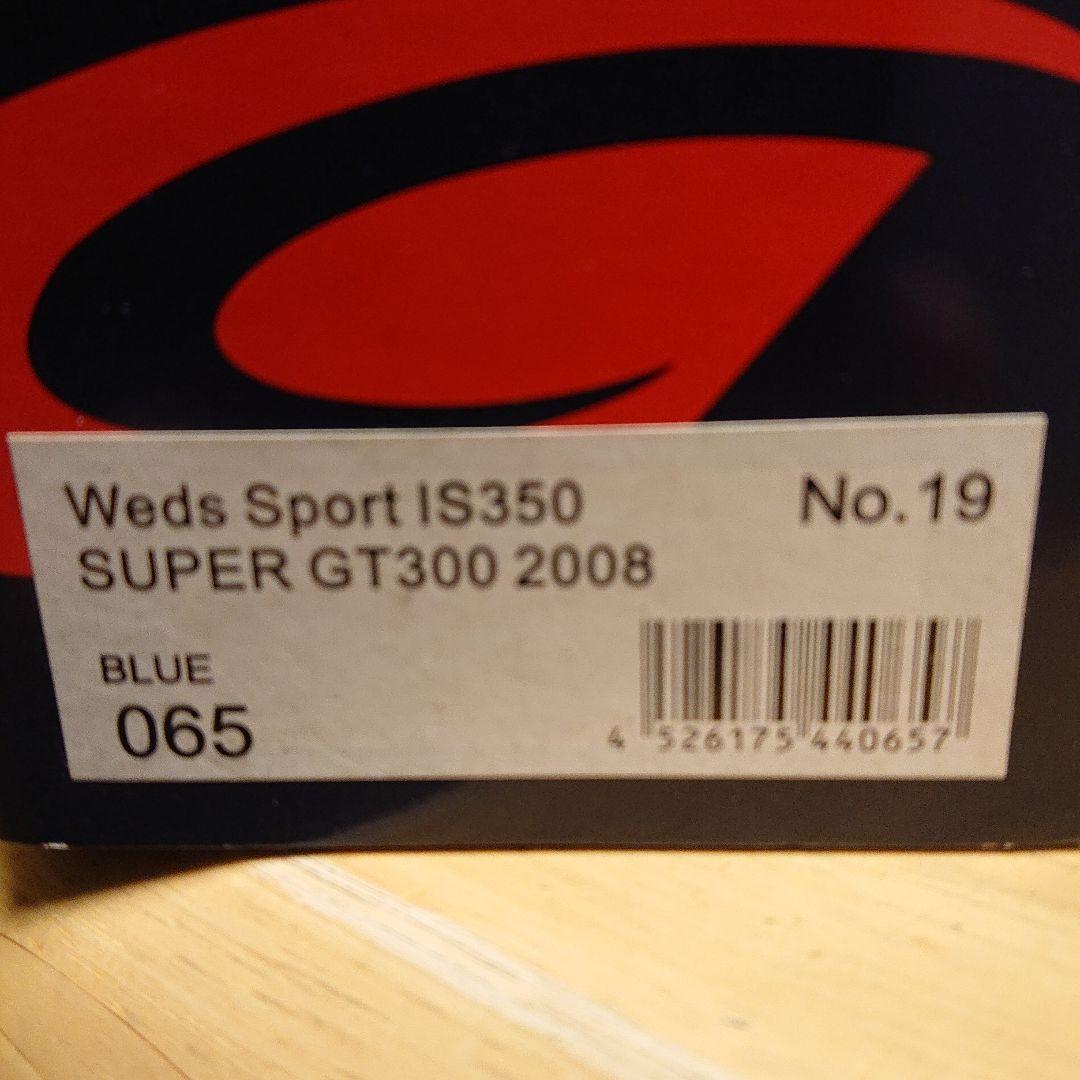 Weds Sport IS350 No.19
SUPER GT300 2008
BLUE
065
4 526175 440657